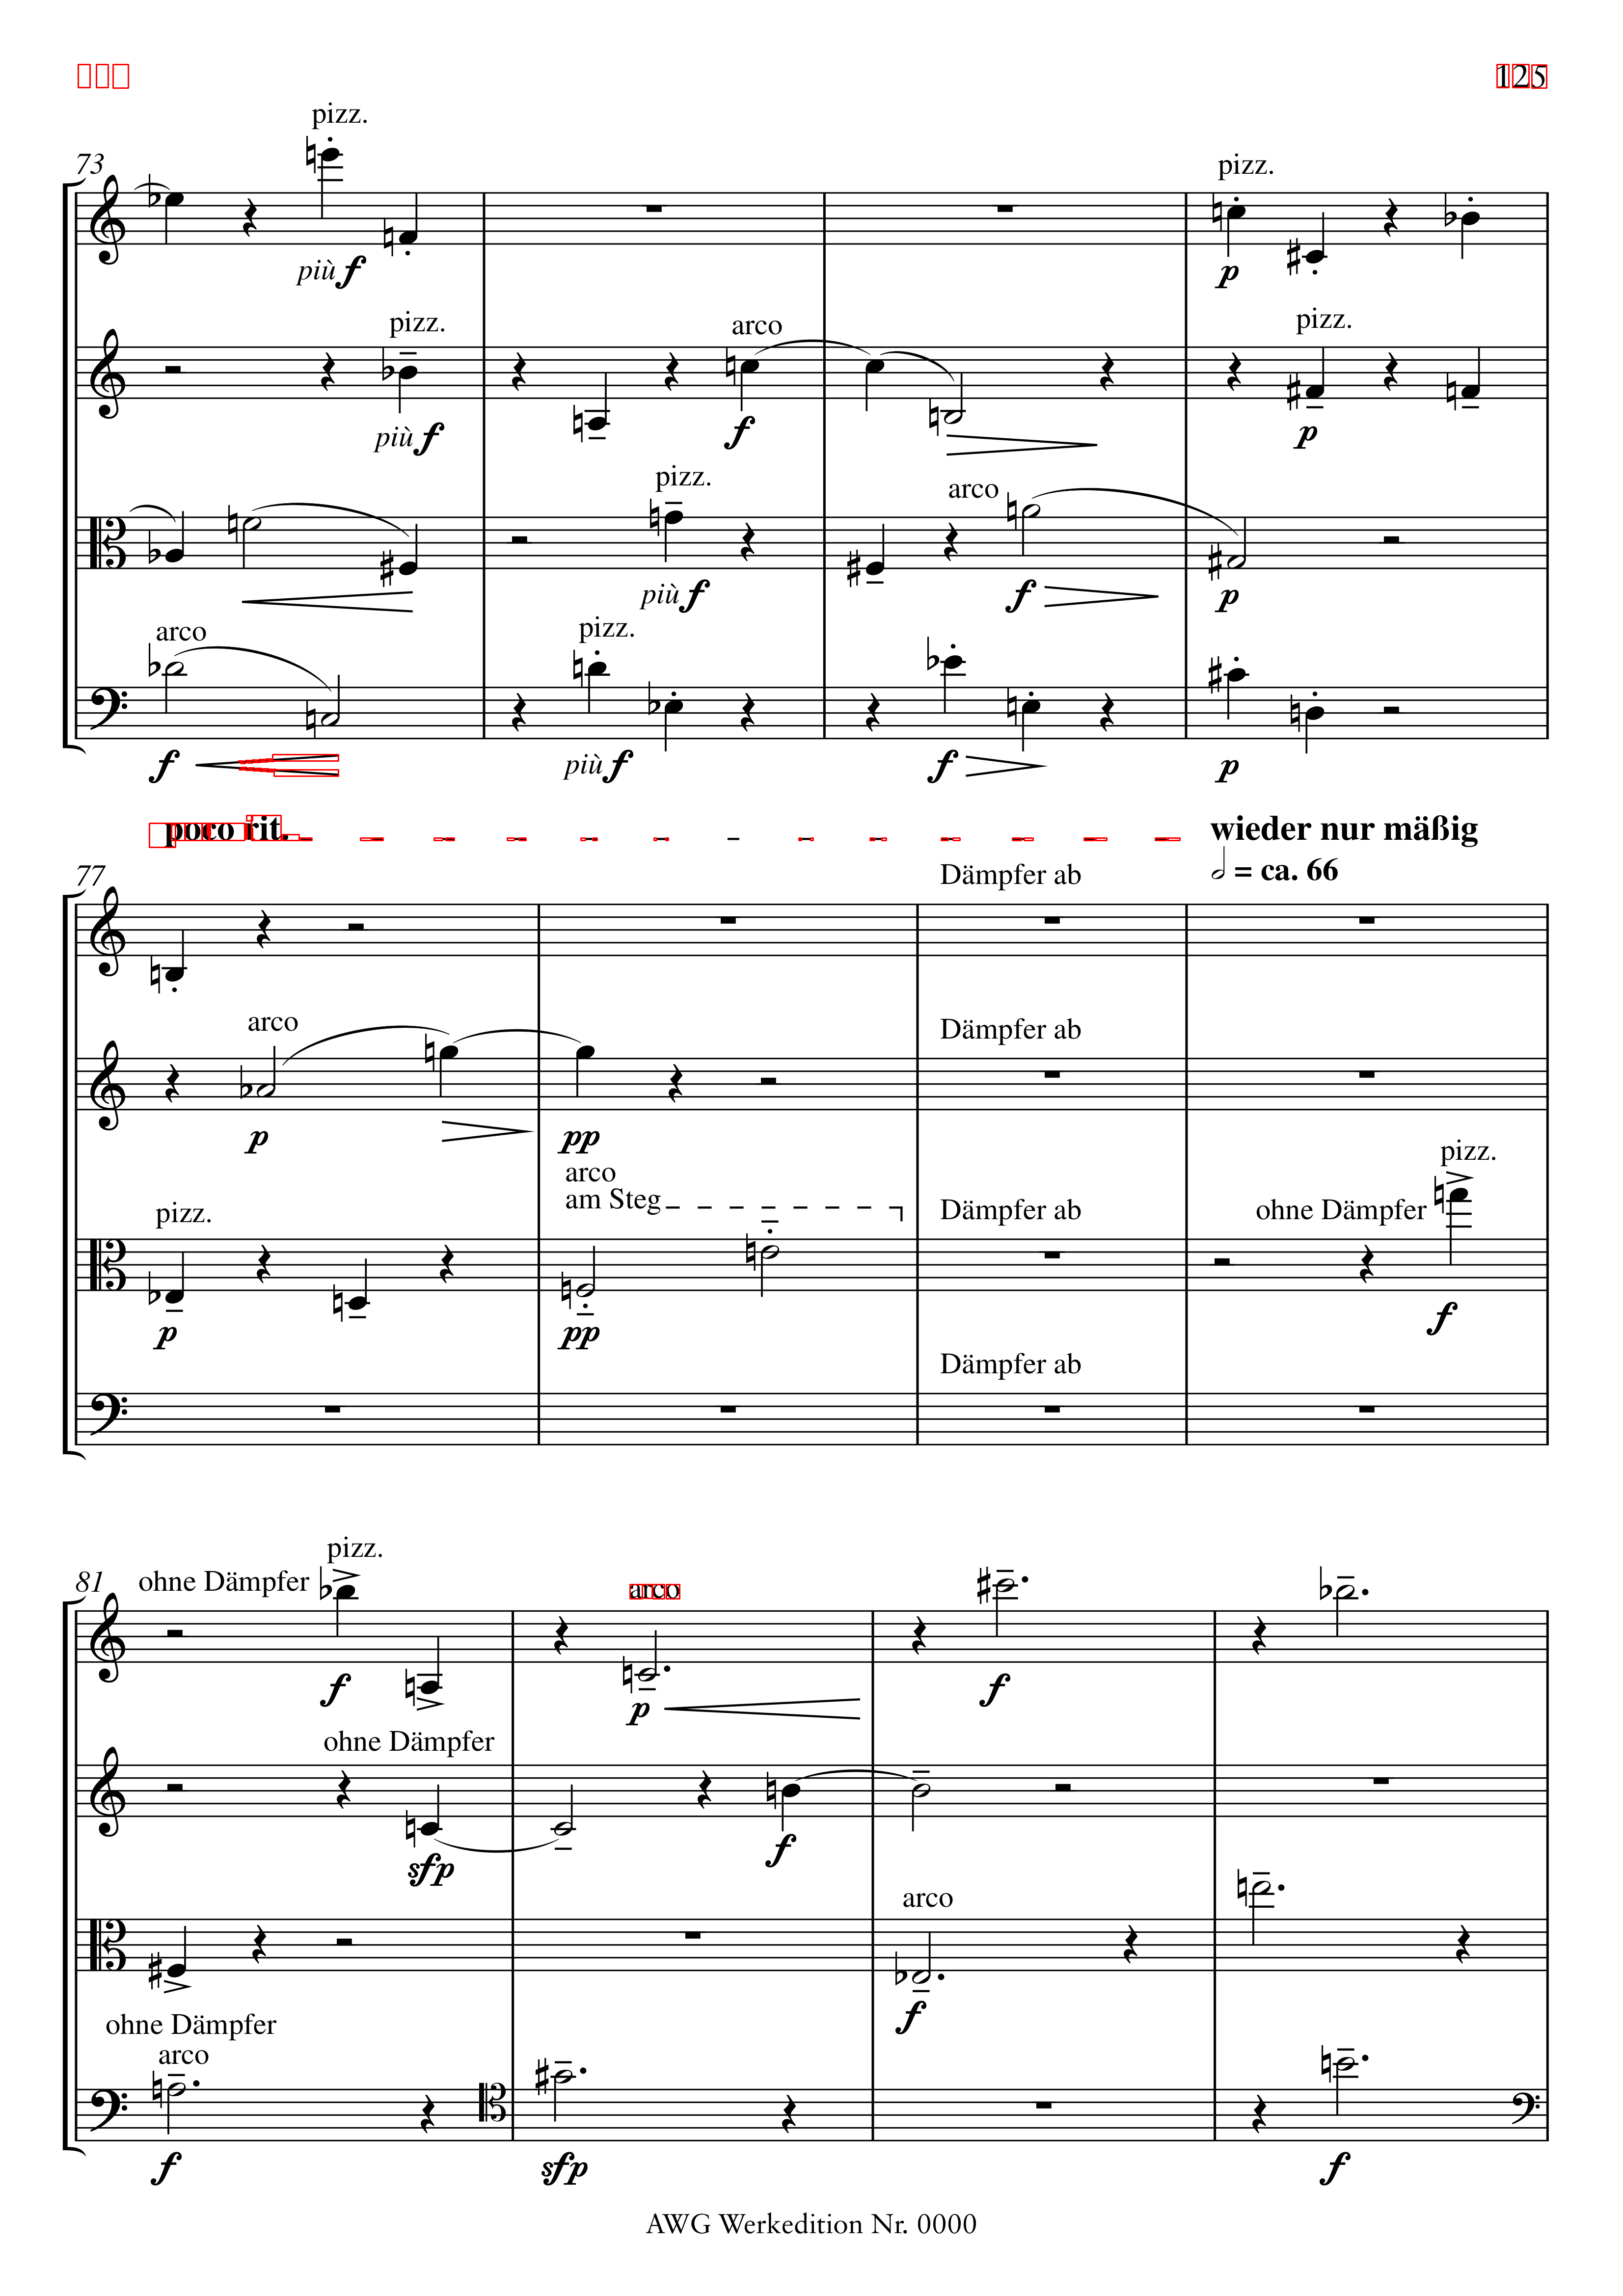 125
pizz.
73
pizz.
più f
p
pizz.
arco
pizz.
più f
f
p
pizz.
arco
più f
f
p
arco
pizz.
f
più f
f
p
poco rit.
wieder nur mäßig
= ca. 66
77
Dämpfer ab
arco
Dämpfer ab
p
pp
pizz.
arco
am Steg
Dämpfer ab
ohne Dämpfer
pizz.
p
pp
f
Dämpfer ab
81
ohne Dämpfer
pizz.
arco
f
p
f
ohne Dämpfer
sfp
f
arco
f
ohne Dämpfer
arco
f
sfp
f
AWG Werkedition Nr. 0000